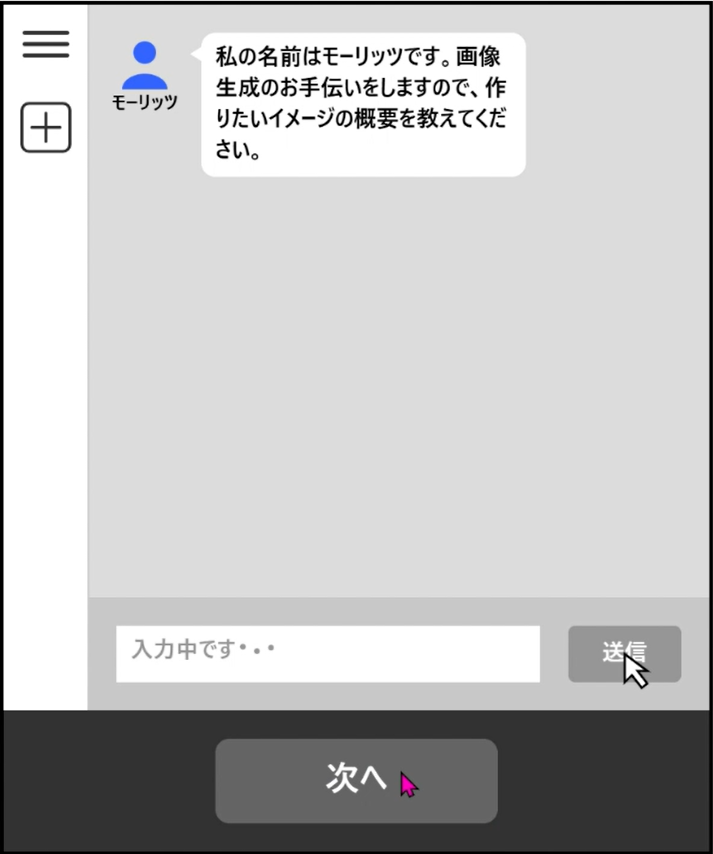 私の名前はモーリッツです。画像
生成のお手伝いをしますので、作
りたいイメージの概要を教えてくだ
さい。
モーリッツ
入力中です・・・
送信
次へ